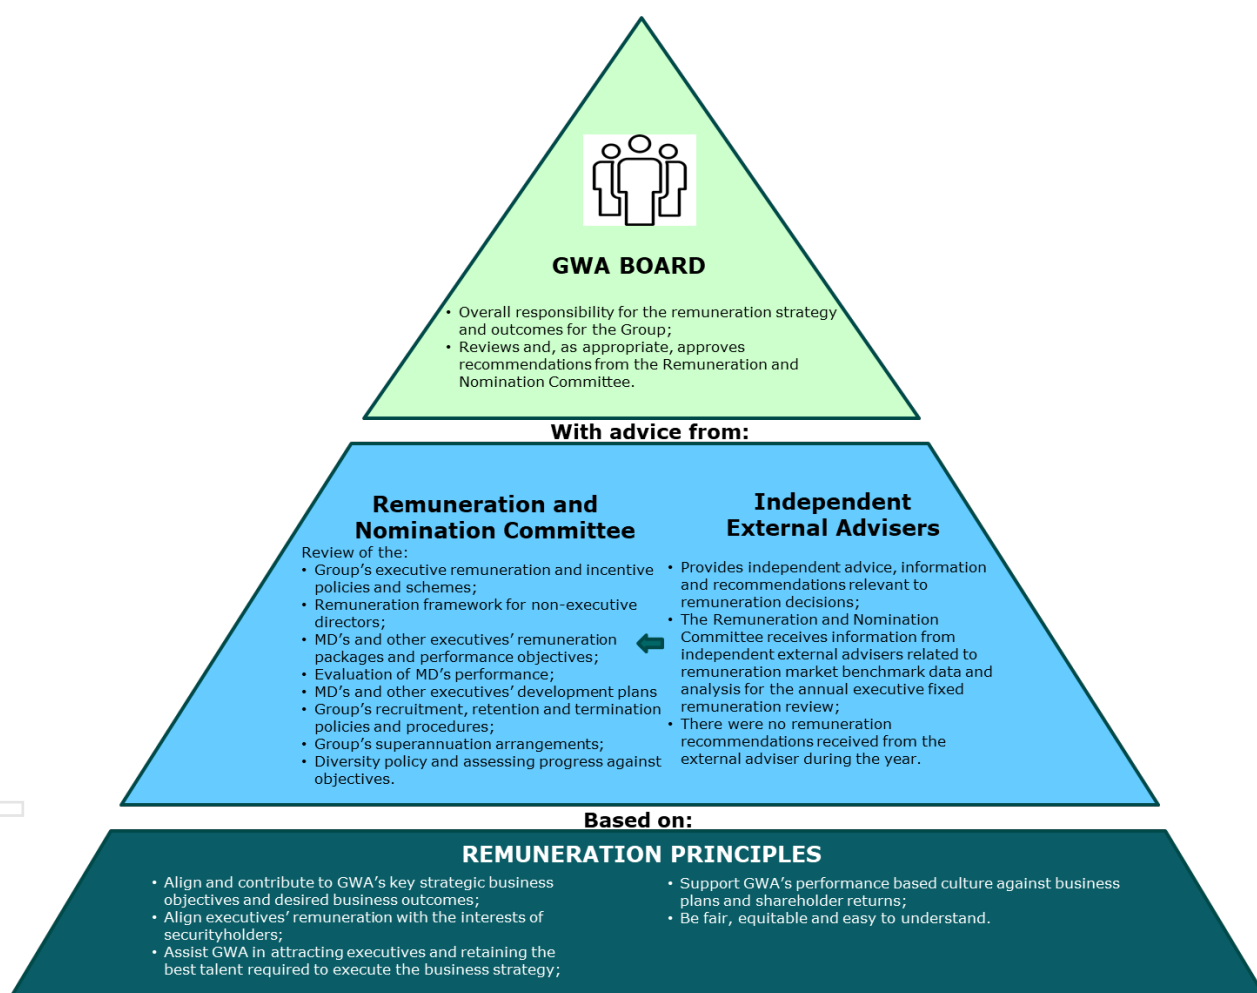 GWA BOARD
• Overall responsibility for the remuneration strategy
and outcomes for the Group;
• Reviews and, as appropriate, approves
recommendations from the Remuneration and
Nomination Committee.
With advice from:
Remuneration and
Nomination Committee
Review of the:
• Group’s executive remuneration and incentive
policies and schemes;
• Remuneration framework for non-executive
directors;
• MD’s and other executives’ remuneration
packages and performance objectives;
• Evaluation of MD’s performance;
• MD’s and other executives’ development plans
• Group’s recruitment, retention and termination
policies and procedures;
• Group’s superannuation arrangements;
• Diversity policy and assessing progress against
objectives.
Independent
External Advisers
• Provides independent advice, information
and recommendations relevant to
remuneration decisions;
• The Remuneration and Nomination
Committee receives information from
independent external advisers related to
remuneration market benchmark data and
analysis for the annual executive fixed
remuneration review;
• There were no remuneration
recommendations received from the
external adviser during the year.
Based on:
REMUNERATION PRINCIPLES
• Align and contribute to GWA’s key strategic business
objectives and desired business outcomes;
• Align executives’ remuneration with the interests of
securityholders;
• Assist GWA in attracting executives and retaining the
best talent required to execute the business strategy;
• Support GWA’s performance based culture against business
plans and shareholder returns;
• Be fair, equitable and easy to understand.